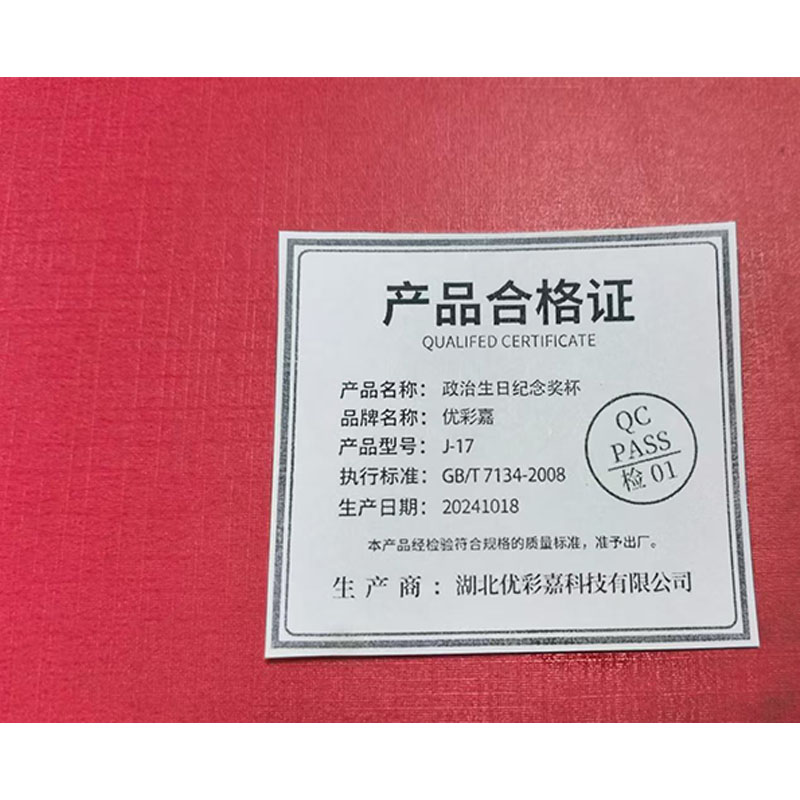 产品合格证
QUALIFED CERTIFICATE
产品名称：政治生日纪念奖杯
品牌名称：优彩嘉
产品型号：J-17
执行标准：GB/T 7134-2008
生产日期：20241018
QC
PASS
检 01
本产品经检验符合规格的质量标准，准予出厂。
生产商：湖北优彩嘉科技有限公司